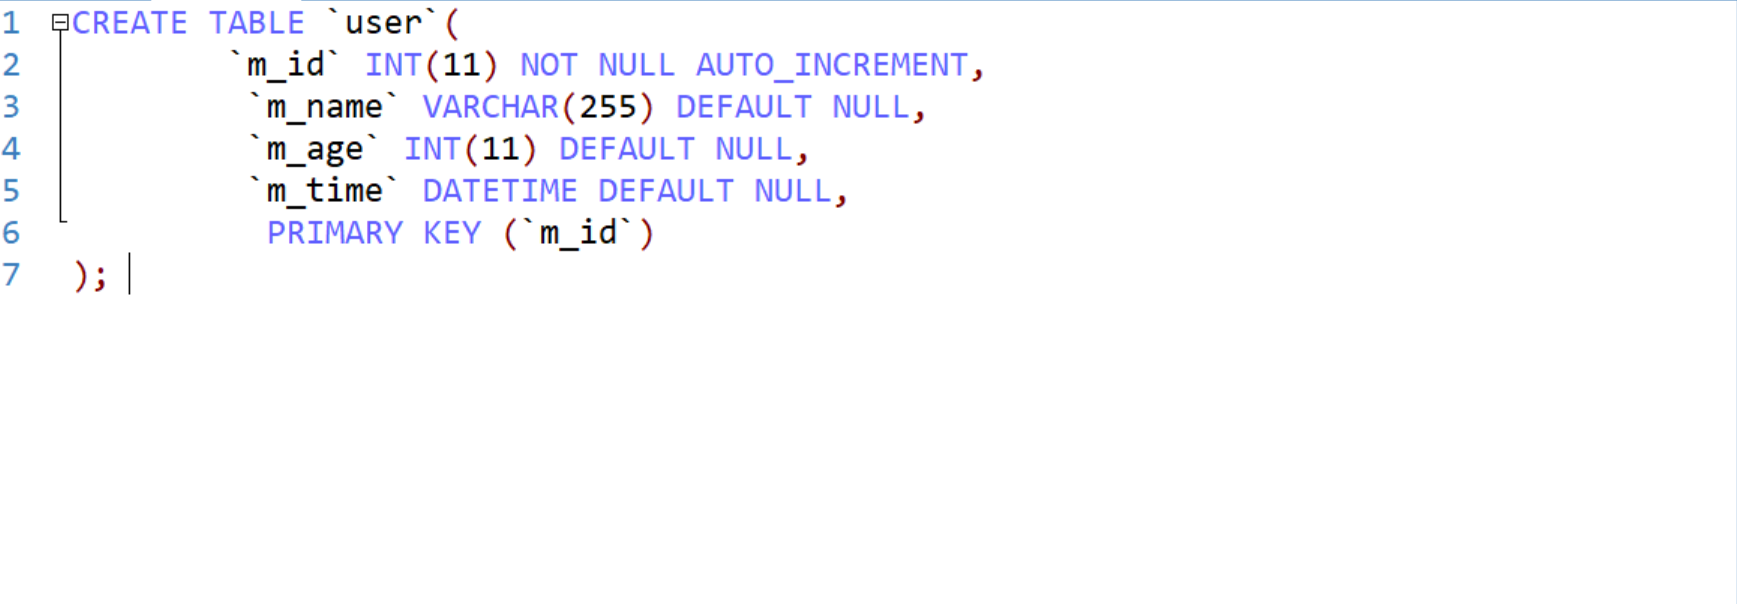 1 CREATE TABLE `user`(
2 `m_id` INT(11) NOT NULL AUTO_INCREMENT,
3 `m_name` VARCHAR(255) DEFAULT NULL,
4 `m_age` INT(11) DEFAULT NULL,
5 `m_time` DATETIME DEFAULT NULL,
6 PRIMARY KEY (`m_id`)
7 );